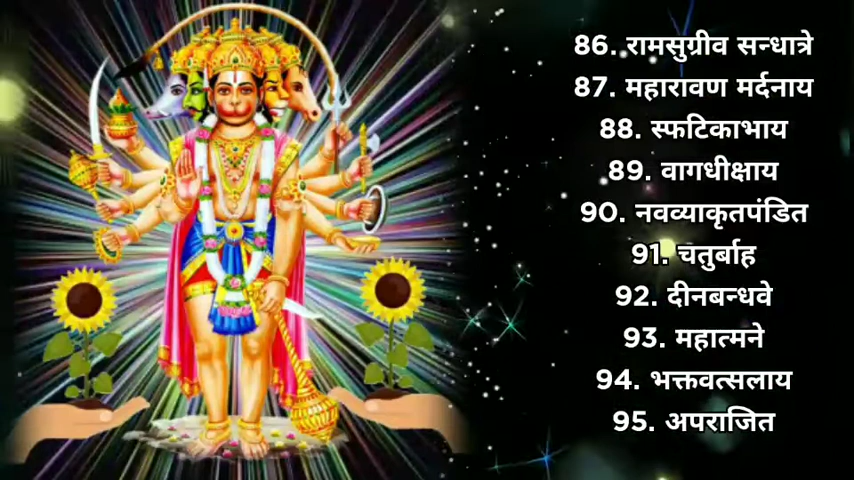 86. रामसुग्रीव सन्धात्रे
87. महारावण मर्दनाय
88. स्फटिकाभाय
89. वागधीक्षाय
90. नवव्याकृतपंडित
91. चतुर्बाह
92. दीनबन्धवे
93. महात्मने
94. भक्तवत्सलाय
95. अपराजित